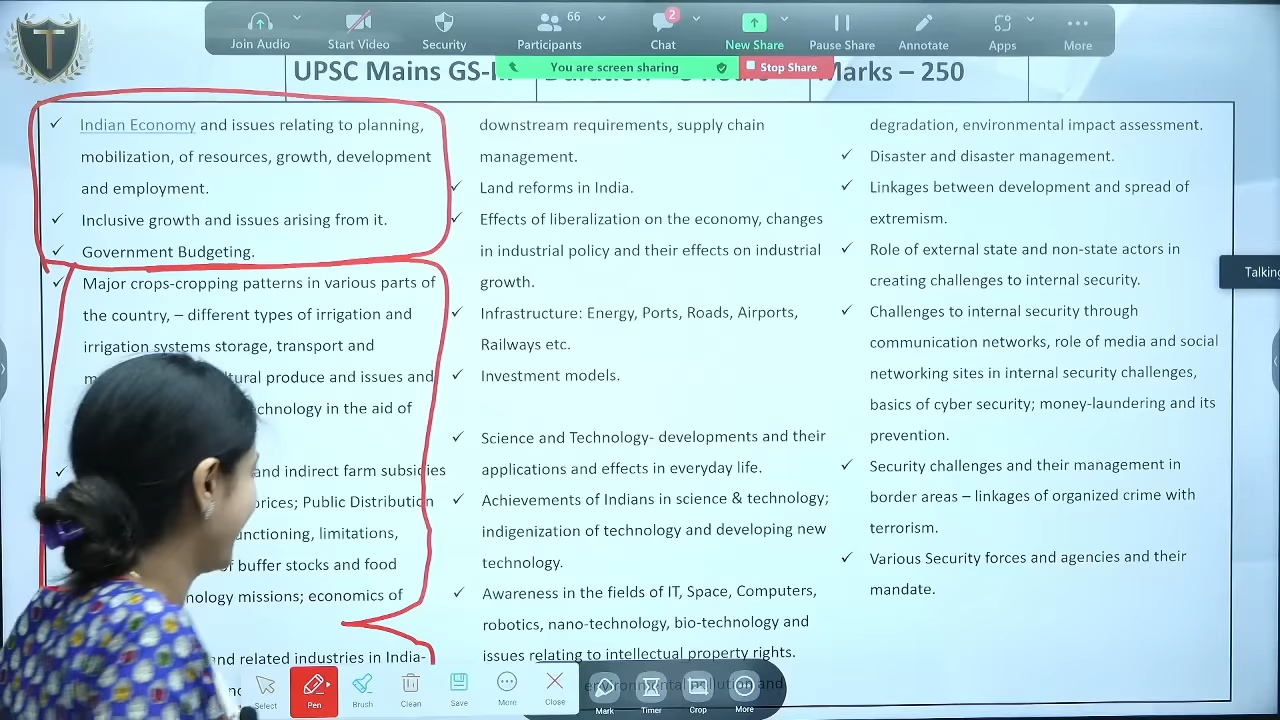 T
Join Audio
Start Video
Security
66
Participants
2
Chat
New Share
Pause Share
Annotate
Apps
More
You are screen sharing
Stop Share
UPSC Mains GS-I
Marks – 250
Indian Economy and issues relating to planning,
mobilization, of resources, growth, development
and employment.
Inclusive growth and issues arising from it.
Government Budgeting.
Major crops-cropping patterns in various parts of
the country, – different types of irrigation and
irrigation systems storage, transport and
tural produce and issues and
chnology in the aid of
and indirect farm subsidies
prices; Public Distribution
unctioning, limitations,
f buffer stocks and food
nology missions; economics of
nd related industries in India-
downstream requirements, supply chain
management.
Land reforms in India.
Effects of liberalization on the economy, changes
in industrial policy and their effects on industrial
growth.
Infrastructure: Energy, Ports, Roads, Airports,
Railways etc.
Investment models.
Science and Technology- developments and their
applications and effects in everyday life.
Achievements of Indians in science & technology;
indigenization of technology and developing new
technology.
Awareness in the fields of IT, Space, Computers,
robotics, nano-technology, bio-technology and
issues relating to intellectual property rights.
environmental pollution and
degradation, environmental impact assessment.
Disaster and disaster management.
Linkages between development and spread of
extremism.
Role of external state and non-state actors in
creating challenges to internal security.
Challenges to internal security through
communication networks, role of media and social
networking sites in internal security challenges,
basics of cyber security; money-laundering and its
prevention.
Security challenges and their management in
border areas – linkages of organized crime with
terrorism.
Various Security forces and agencies and their
mandate.
Talking
Select
Pen
Brush
Clean
Save
More
Close
Mark
Timer
Crop
More